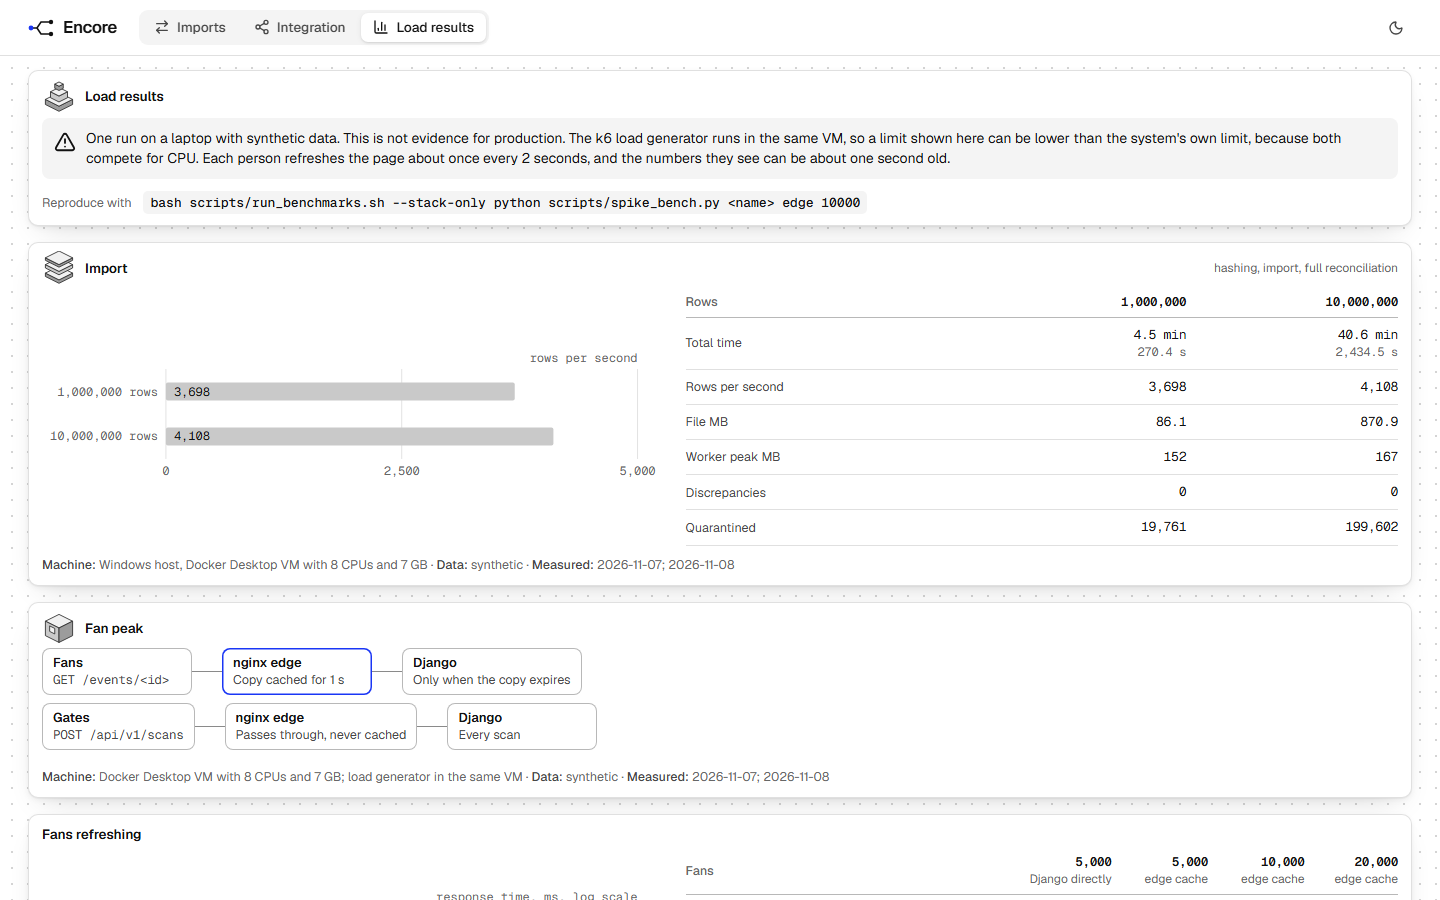 Encore
Imports
Integration
Load results
Load results
One run on a laptop with synthetic data. This is not evidence for production. The k6 load generator runs in the same VM, so a limit shown here can be lower than the system's own limit, because both
compete for CPU. Each person refreshes the page about once every 2 seconds, and the numbers they see can be about one second old.
Reproduce with bash scripts/run_benchmarks.sh --stack-only python scripts/spike_bench.py <name> edge 10000
Import
hashing, import, full reconciliation
rows per second
1,000,000 rows 3,698
10,000,000 rows 4,108
0 2,500 5,000
Rows 1,000,000 10,000,000
Total time 4.5 min 40.6 min
270.4 s 2,434.5 s
Rows per second 3,698 4,108
File MB 86.1 870.9
Worker peak MB 152 167
Discrepancies 0 0
Quarantined 19,761 199,602
Machine: Windows host, Docker Desktop VM with 8 CPUs and 7 GB · Data: synthetic · Measured: 2026-11-07; 2026-11-08
Fan peak
Fans
GET /events/<id>
nginx edge
Copy cached for 1 s
Django
Only when the copy expires
Gates
POST /api/v1/scans
nginx edge
Passes through, never cached
Django
Every scan
Machine: Docker Desktop VM with 8 CPUs and 7 GB; load generator in the same VM · Data: synthetic · Measured: 2026-11-07; 2026-11-08
Fans refreshing
response time, ms, log scale
Fans 5,000 5,000 10,000 20,000
Django directly edge cache edge cache edge cache